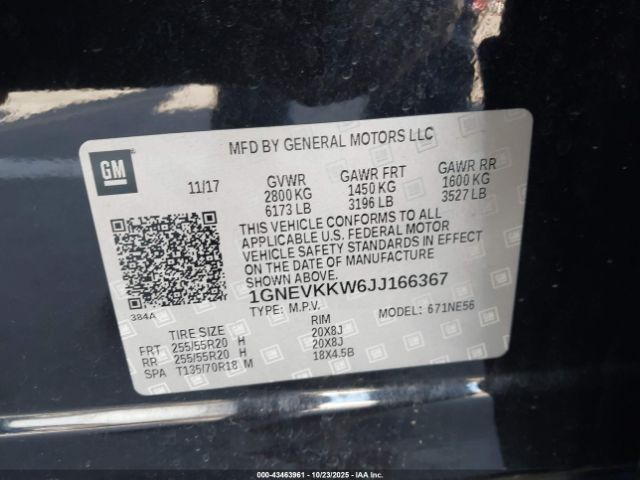 MFD BY GENERAL MOTORS LLC
GM
11/17
GVWR GAWR FRT GAWR RR
2800 KG 1450 KG 1600 KG
6173 LB 3196 LB 3527 LB
THIS VEHICLE CONFORMS TO ALL
APPLICABLE U.S. FEDERAL MOTOR
VEHICLE SAFETY STANDARDS IN EFFECT
ON THE DATE OF MANUFACTURE
SHOWN ABOVE.
1GNEVKKW6JJ166367
TYPE: M.P.V. MODEL: 671NE56
384A
TIRE SIZE RIM
FRT 255/55R20 H 20X8J
RR 255/55R20 H 20X8J
SPA T135/70R18 M 18X4.5B
000-43463961 - 10/23/2025 - IAAI.COM